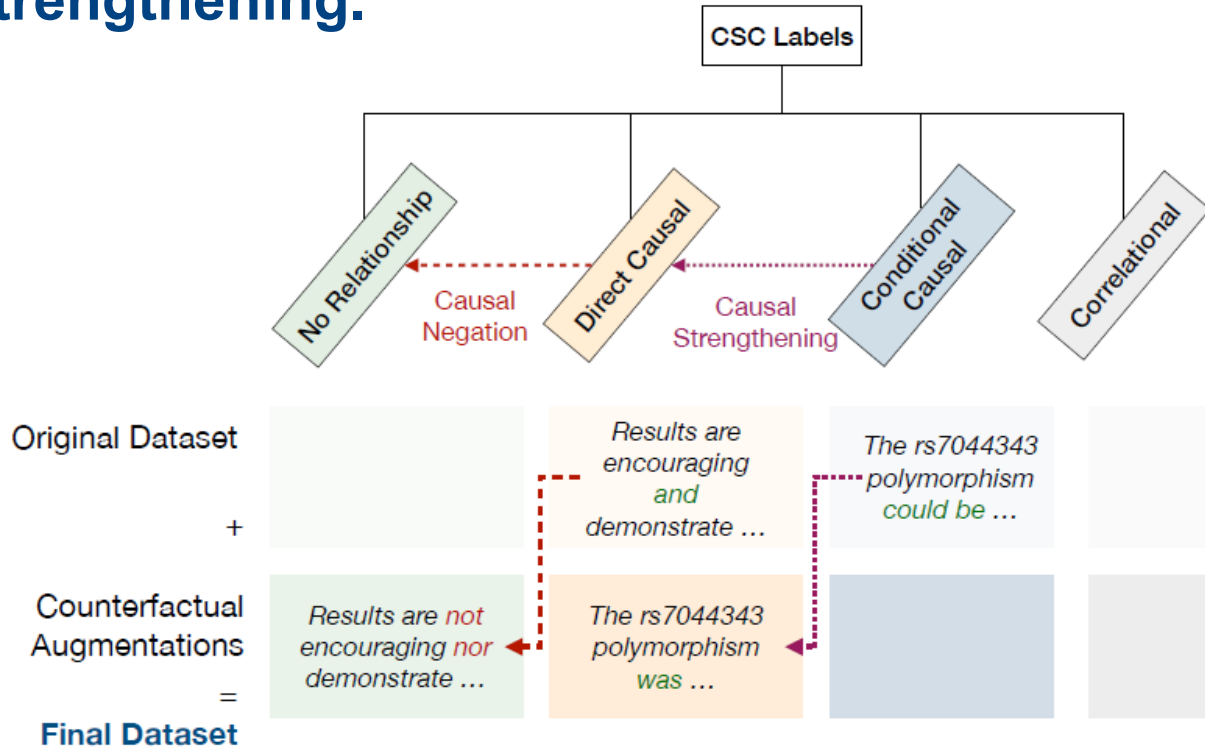 trengthening.
CSC Labels
No Relationship
Direct Causal
Conditional
Causal
Correlational
Causal
Negation
Causal
Strengthening
Original Dataset
Results are
encouraging
and
demonstrate ...
The rs7044343
polymorphism
could be ...
+
Counterfactual
Augmentations
Results are not
encouraging nor
demonstrate ...
The rs7044343
polymorphism
was ...
=
Final Dataset